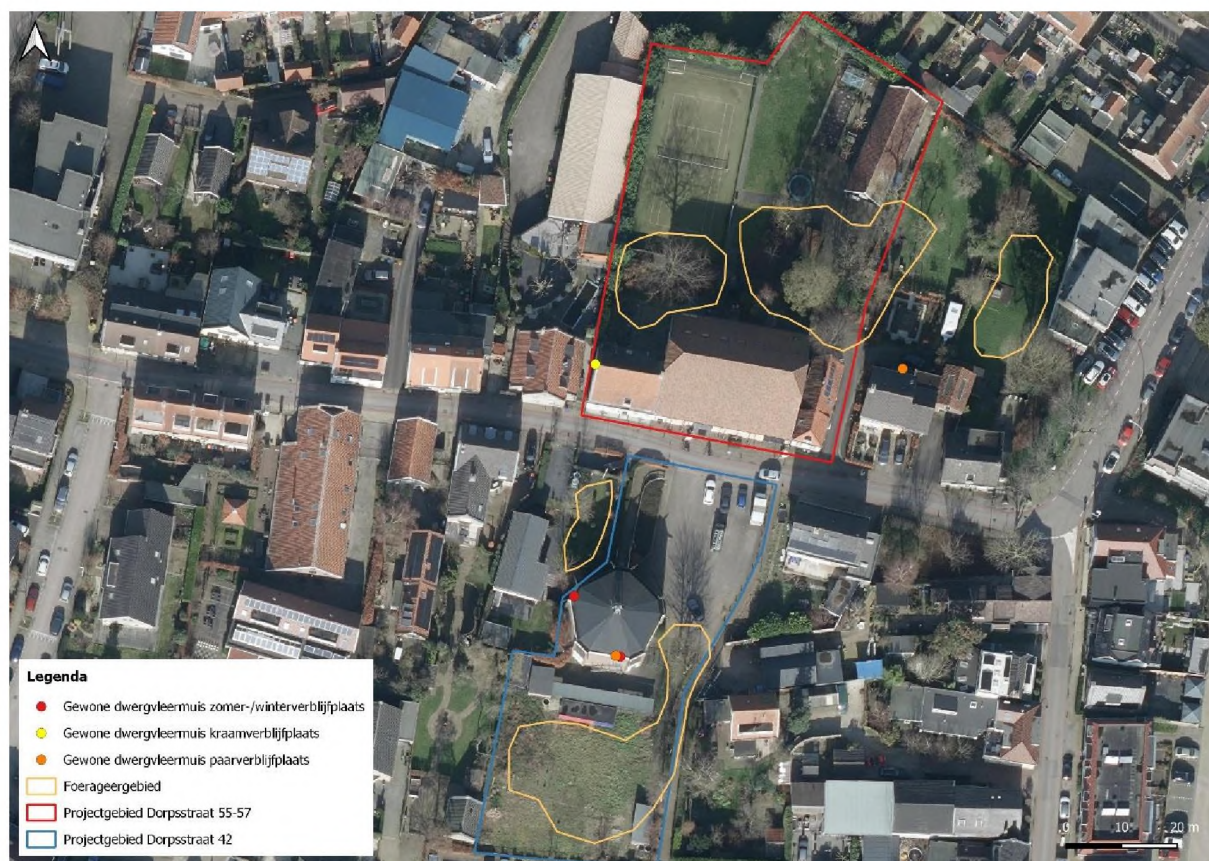 Legenda
Gewone dwergvleermuis zomer-/winterverblijfplaats
Gewone dwergvleermuis kraamverblijfplaats
Gewone dwergvleermuis paarverblijfplaats
Foerageergebied
Projectgebied Dorpsstraat 55-57
Projectgebied Dorpsstraat 42
0 10 20 m